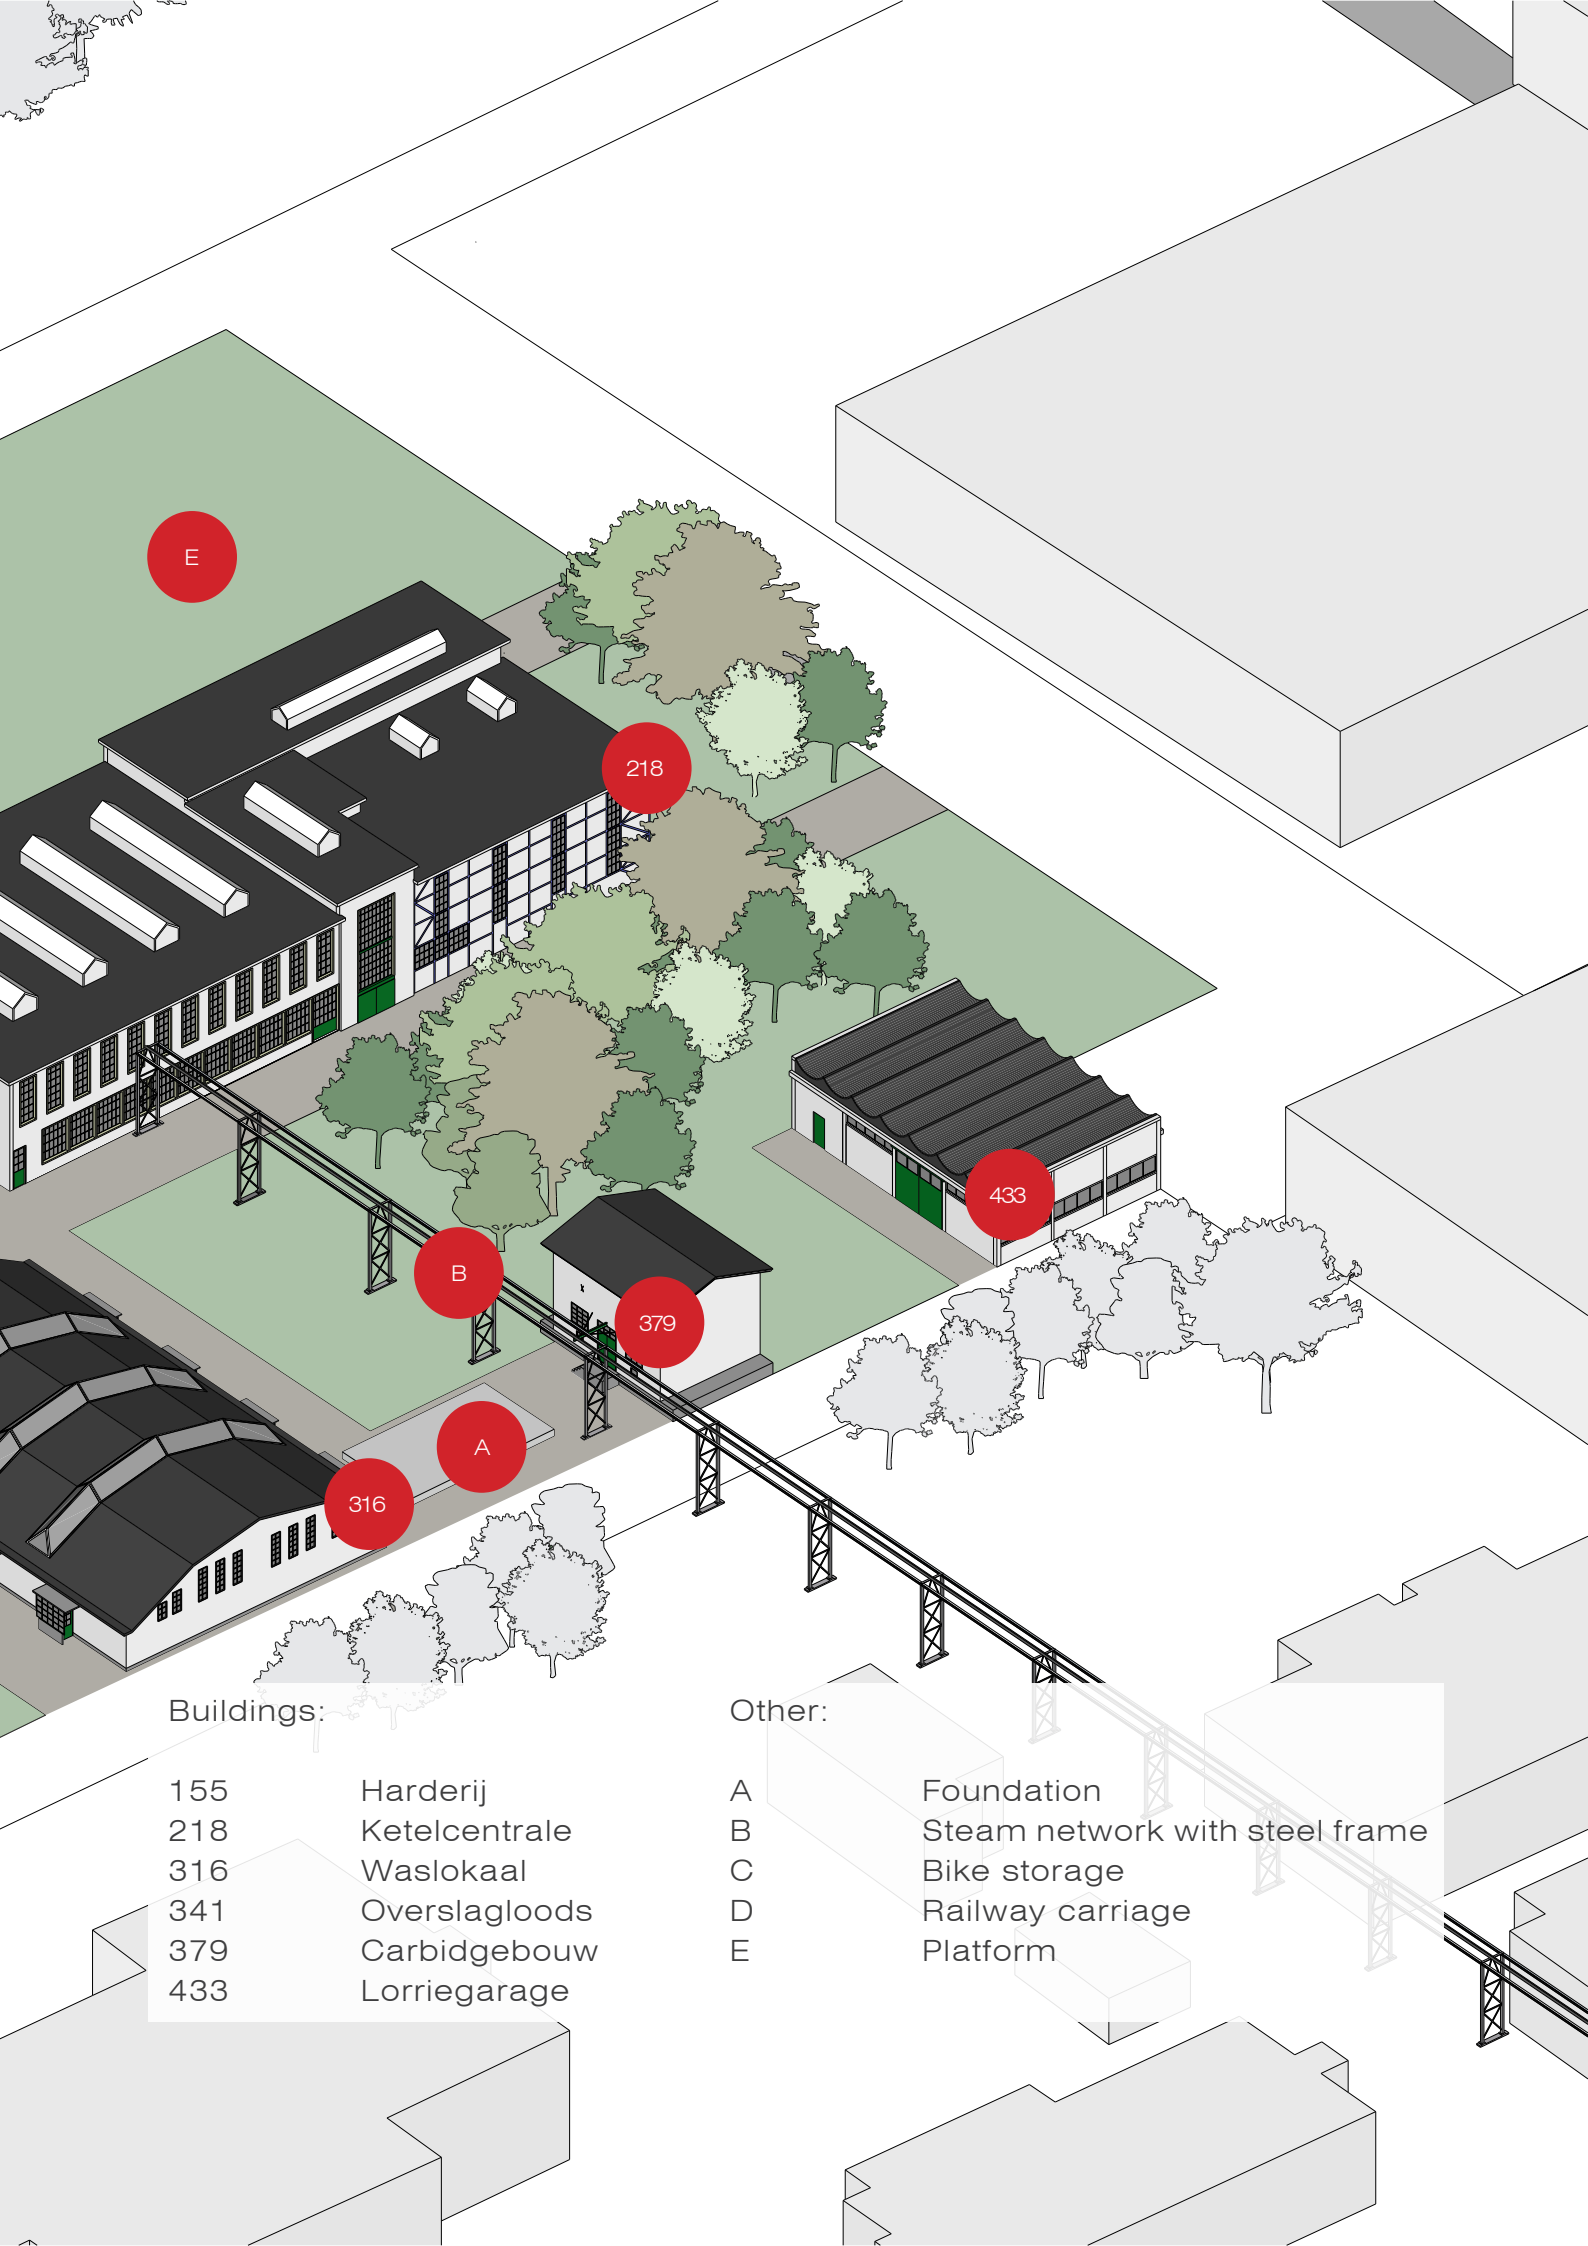 E
218
433
B
379
A
316
Buildings:
155 Harderij
218 Ketelcentrale
316 Waslokaal
341 Overslagloods
379 Carbidgebouw
433 Lorriegarage
Other:
A Foundation
B Steam network with steel frame
C Bike storage
D Railway carriage
E Platform